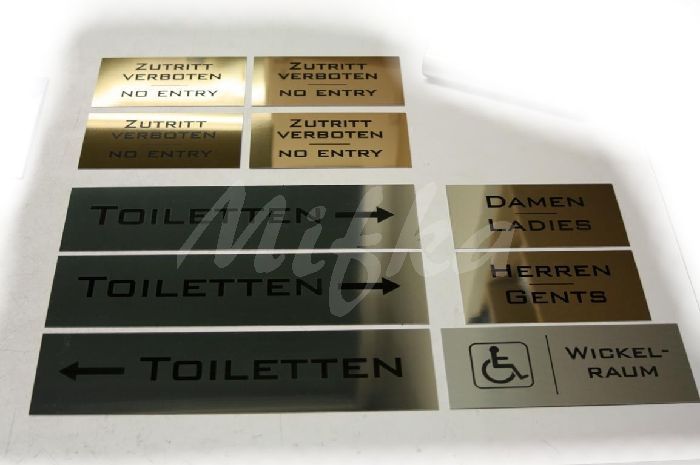 ZUTRITT
VERBOTEN
NO ENTRY
ZUTRITT
VERBOTEN
NO ENTRY
ZUTRITT
VERBOTEN
NO ENTRY
ZUTRITT
VERBOTEN
NO ENTRY
TOILETTEN →
DAMEN
LADIES
TOILETTEN →
HERREN
GENTS
← TOILETTEN
WICKEL-
RAUM
Mifka